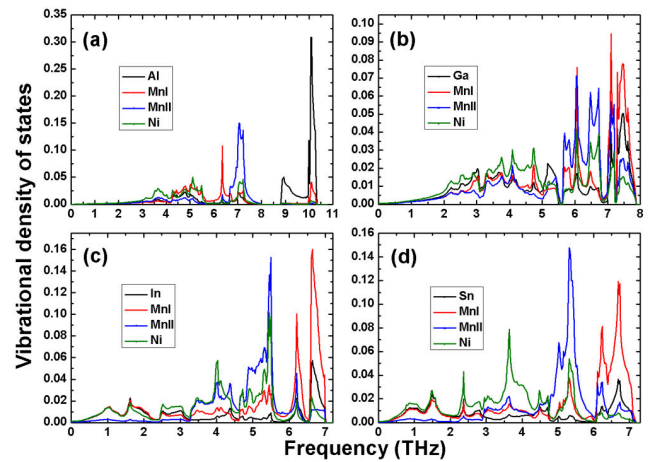 Vibrational density of states
(a)
Al
MnI
MnII
Ni
0.35
0.30
0.25
0.20
0.15
0.10
0.05
0.00
0 1 2 3 4 5 6 7 8 9 10 11
(b)
Ga
MnI
MnII
Ni
0.10
0.09
0.08
0.07
0.06
0.05
0.04
0.03
0.02
0.01
0.00
0 1 2 3 4 5 6 7 8
(c)
In
MnI
MnII
Ni
0.16
0.14
0.12
0.10
0.08
0.06
0.04
0.02
0.00
0 1 2 3 4 5 6 7
(d)
Sn
MnI
MnII
Ni
0.16
0.14
0.12
0.10
0.08
0.06
0.04
0.02
0.00
0 1 2 3 4 5 6 7
Frequency (THz)